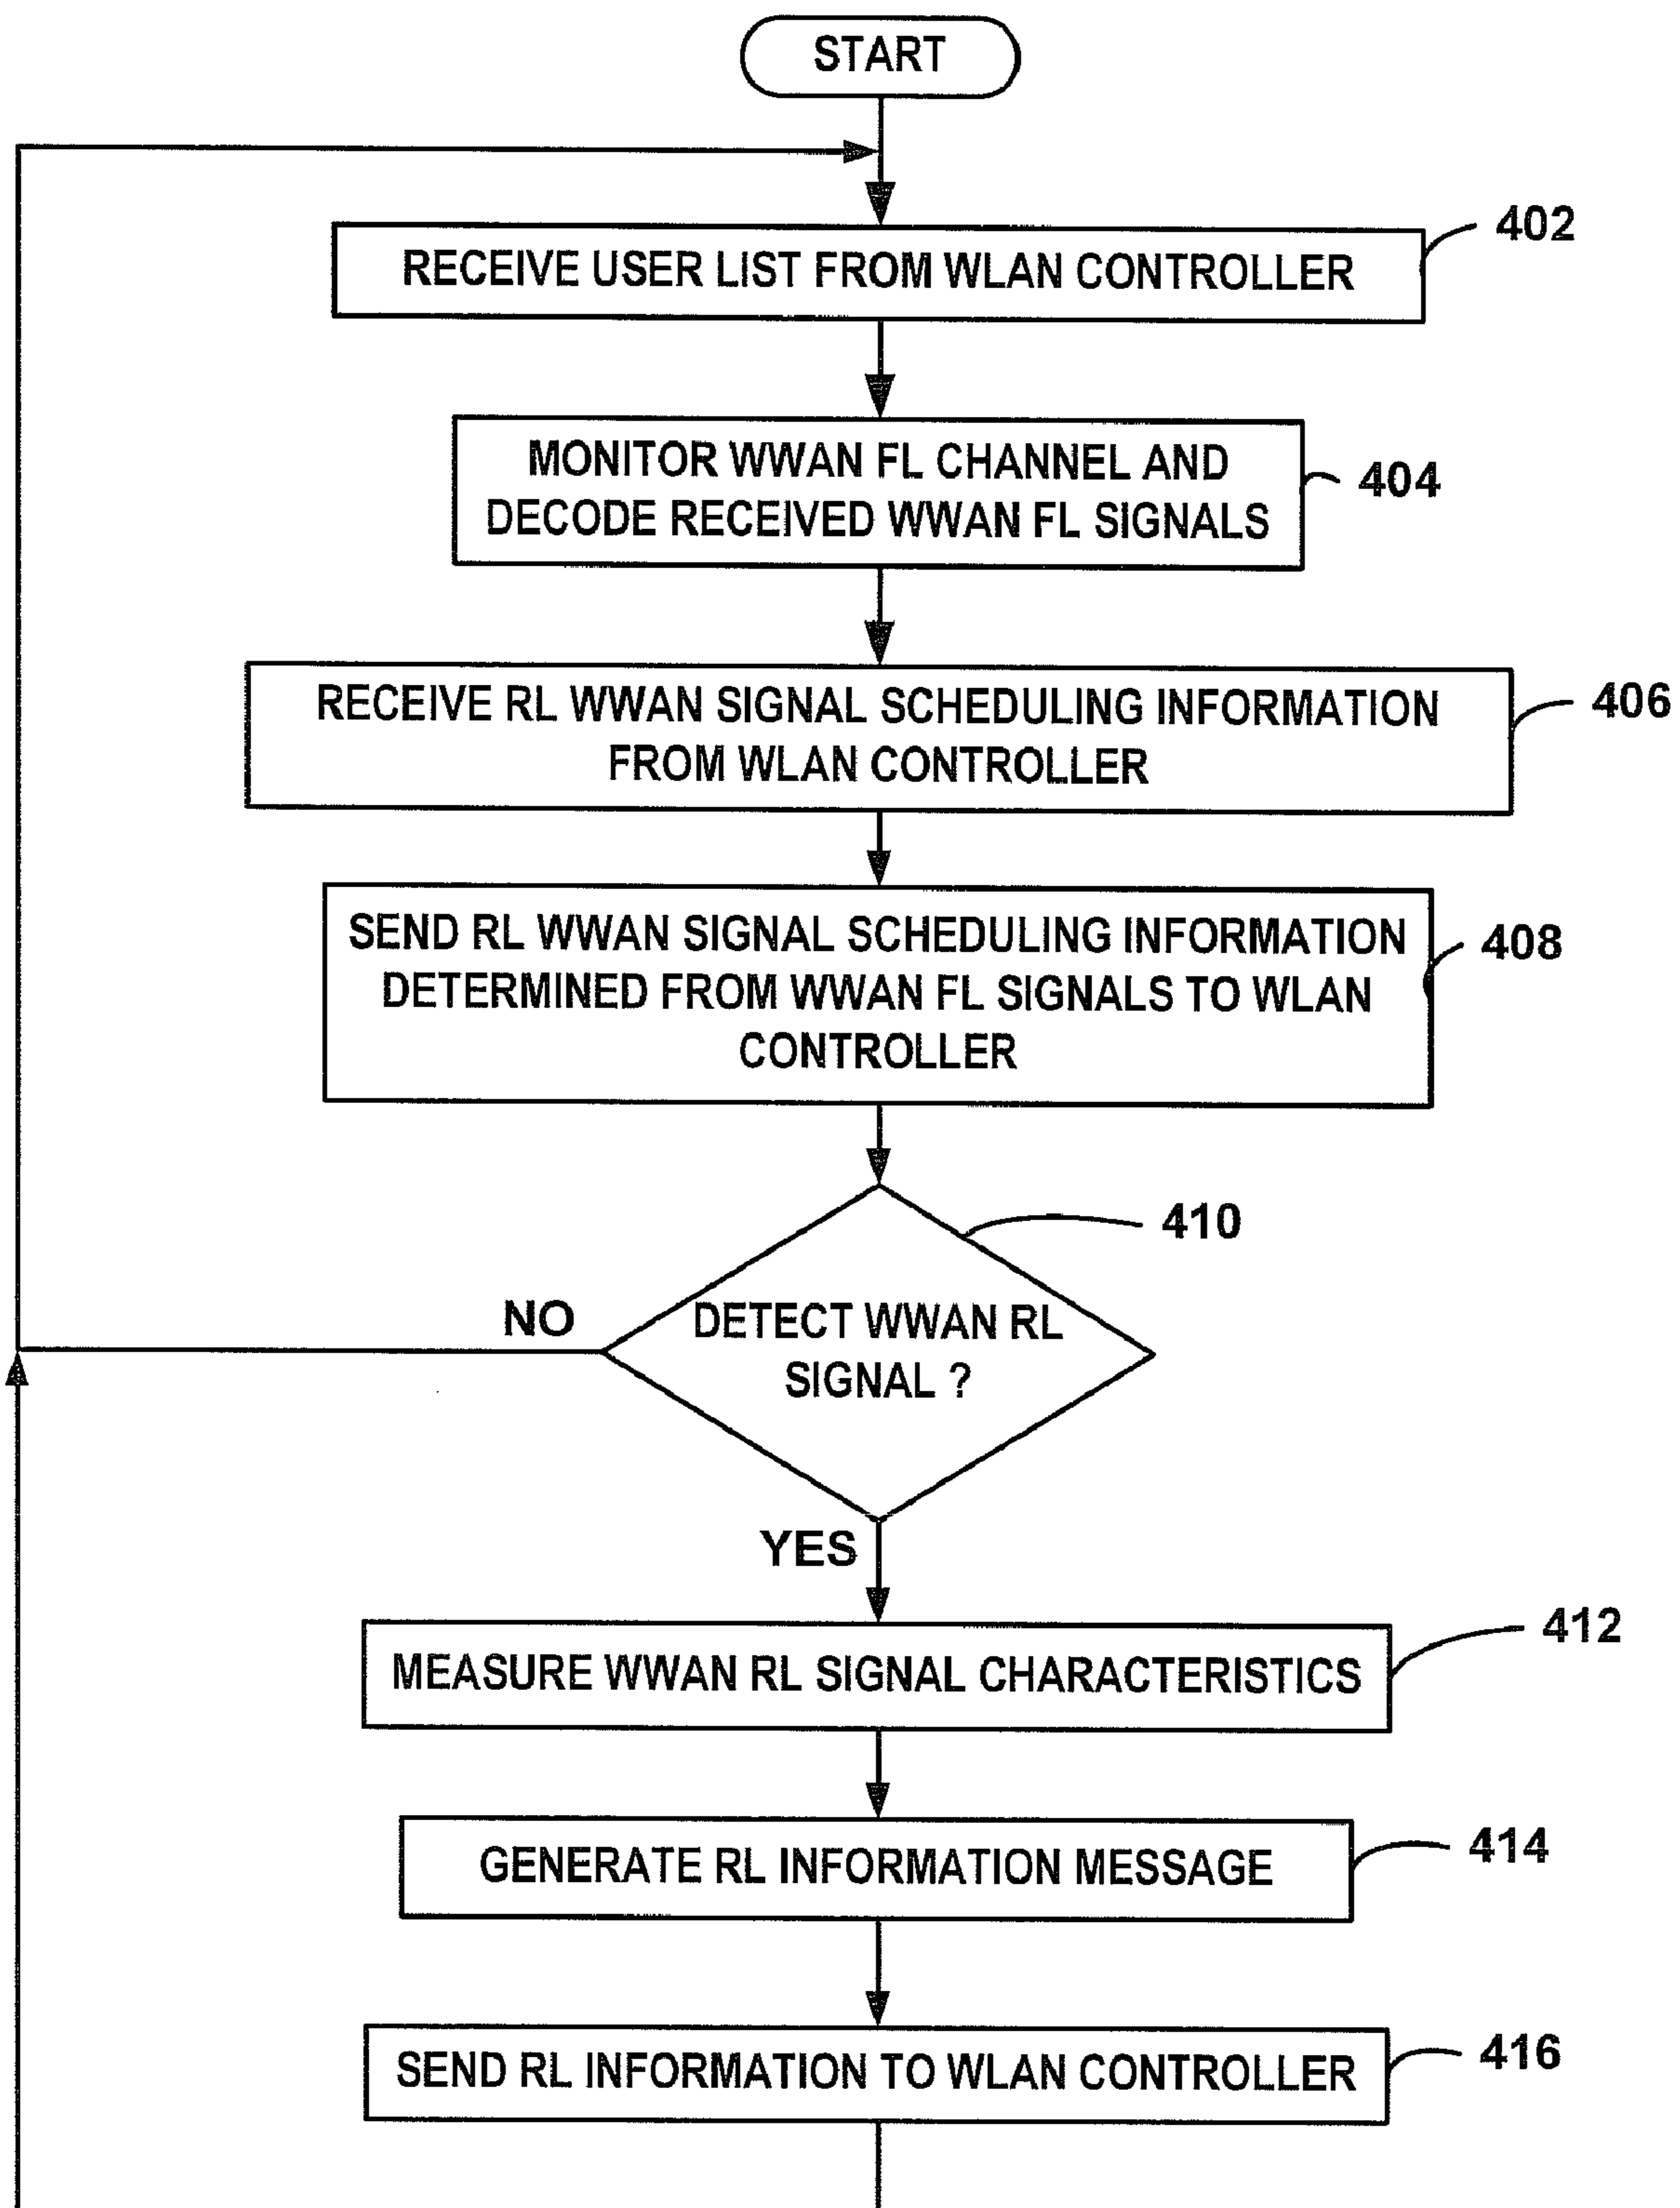 START
402
RECEIVE USER LIST FROM WLAN CONTROLLER
MONITOR WWAN FL CHANNEL AND
DECODE RECEIVED WWAN FL SIGNALS
404
RECEIVE RL WWAN SIGNAL SCHEDULING INFORMATION
FROM WLAN CONTROLLER
406
SEND RL WWAN SIGNAL SCHEDULING INFORMATION
DETERMINED FROM WWAN FL SIGNALS TO WLAN
CONTROLLER
408
410
NO
DETECT WWAN RL
SIGNAL ?
YES
412
MEASURE WWAN RL SIGNAL CHARACTERISTICS
414
GENERATE RL INFORMATION MESSAGE
416
SEND RL INFORMATION TO WLAN CONTROLLER